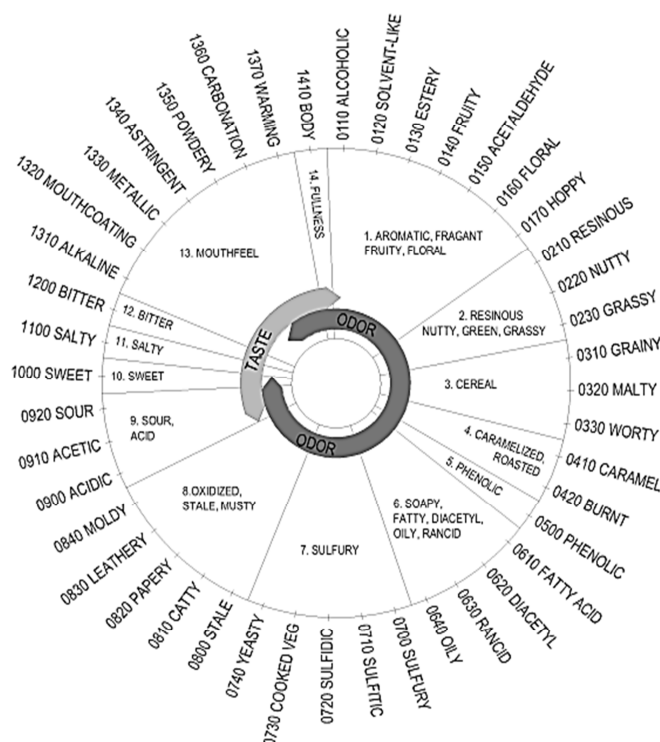 0110 ALCOHOLIC
0120 SOLVENT-LIKE
0130 ESTERY
0140 FRUITY
0150 ACETALDEHYDE
0160 FLORAL
0170 HOPPY
0210 RESINOUS
0220 NUTTY
0230 GRASSY
0310 GRAINY
0320 MALTY
0330 WORTY
0410 CARAMEL
0420 BURNT
0500 PHENOLIC
0610 FATTY ACID
0620 DIACETYL
0630 RANCID
0640 OILY
0700 SULFURY
0710 SULFITIC
0720 SULFIDIC
0730 COOKED VEG
0740 YEASTY
0800 STALE
0810 CATTY
0820 PAPERY
0830 LEATHERY
0840 MOLDY
0900 ACIDIC
0910 ACETIC
0920 SOUR
1000 SWEET
1100 SALTY
1200 BITTER
1310 ALKALINE
1320 MOUTHCOATING
1330 METALLIC
1340 ASTRINGENT
1350 POWDERY
1360 CARBONATION
1370 WARMING
1410 BODY
1. AROMATIC, FRAGANT
FRUITY, FLORAL
2. RESINOUS
NUTTY, GREEN, GRASSY
3. CEREAL
4. CARAMELIZED,
ROASTED
5. PHENOLIC
6. SOAPY,
FATTY, DIACETYL,
OILY, RANCID
7. SULFURY
8.OXIDIZED,
STALE, MUSTY
9. SOUR,
ACID
10. SWEET
11. SALTY
12. BITTER
13. MOUTHFEEL
14. FULLNESS
TASTE
ODOR
ODOR